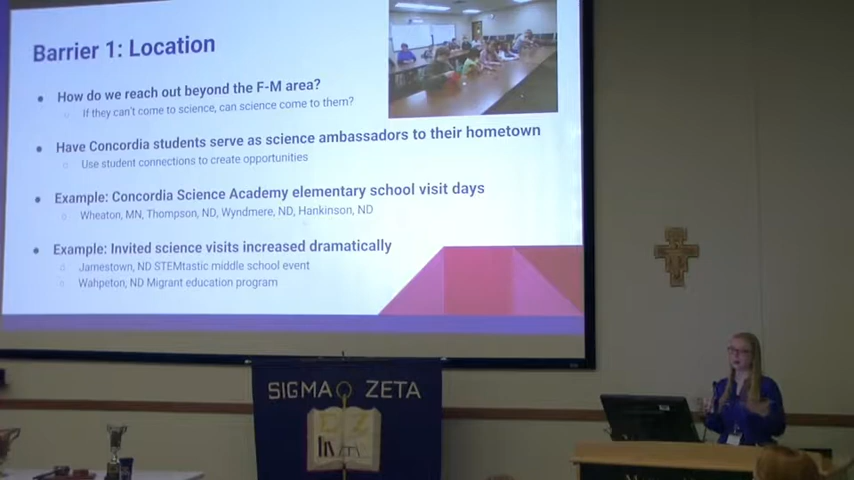 Barrier 1: Location
How do we reach out beyond the F-M area?
If they can't come to science, can science come to them?
Have Concordia students serve as science ambassadors to their hometown
Use student connections to create opportunities
Example: Concordia Science Academy elementary school visit days
Wheaton, MN, Thompson, ND, Wyndmere, ND, Hankinson, ND
Example: Invited science visits increased dramatically
Jamestown, ND STEMtastic middle school event
Wahpeton, ND Migrant education program
SIGMA ZETA